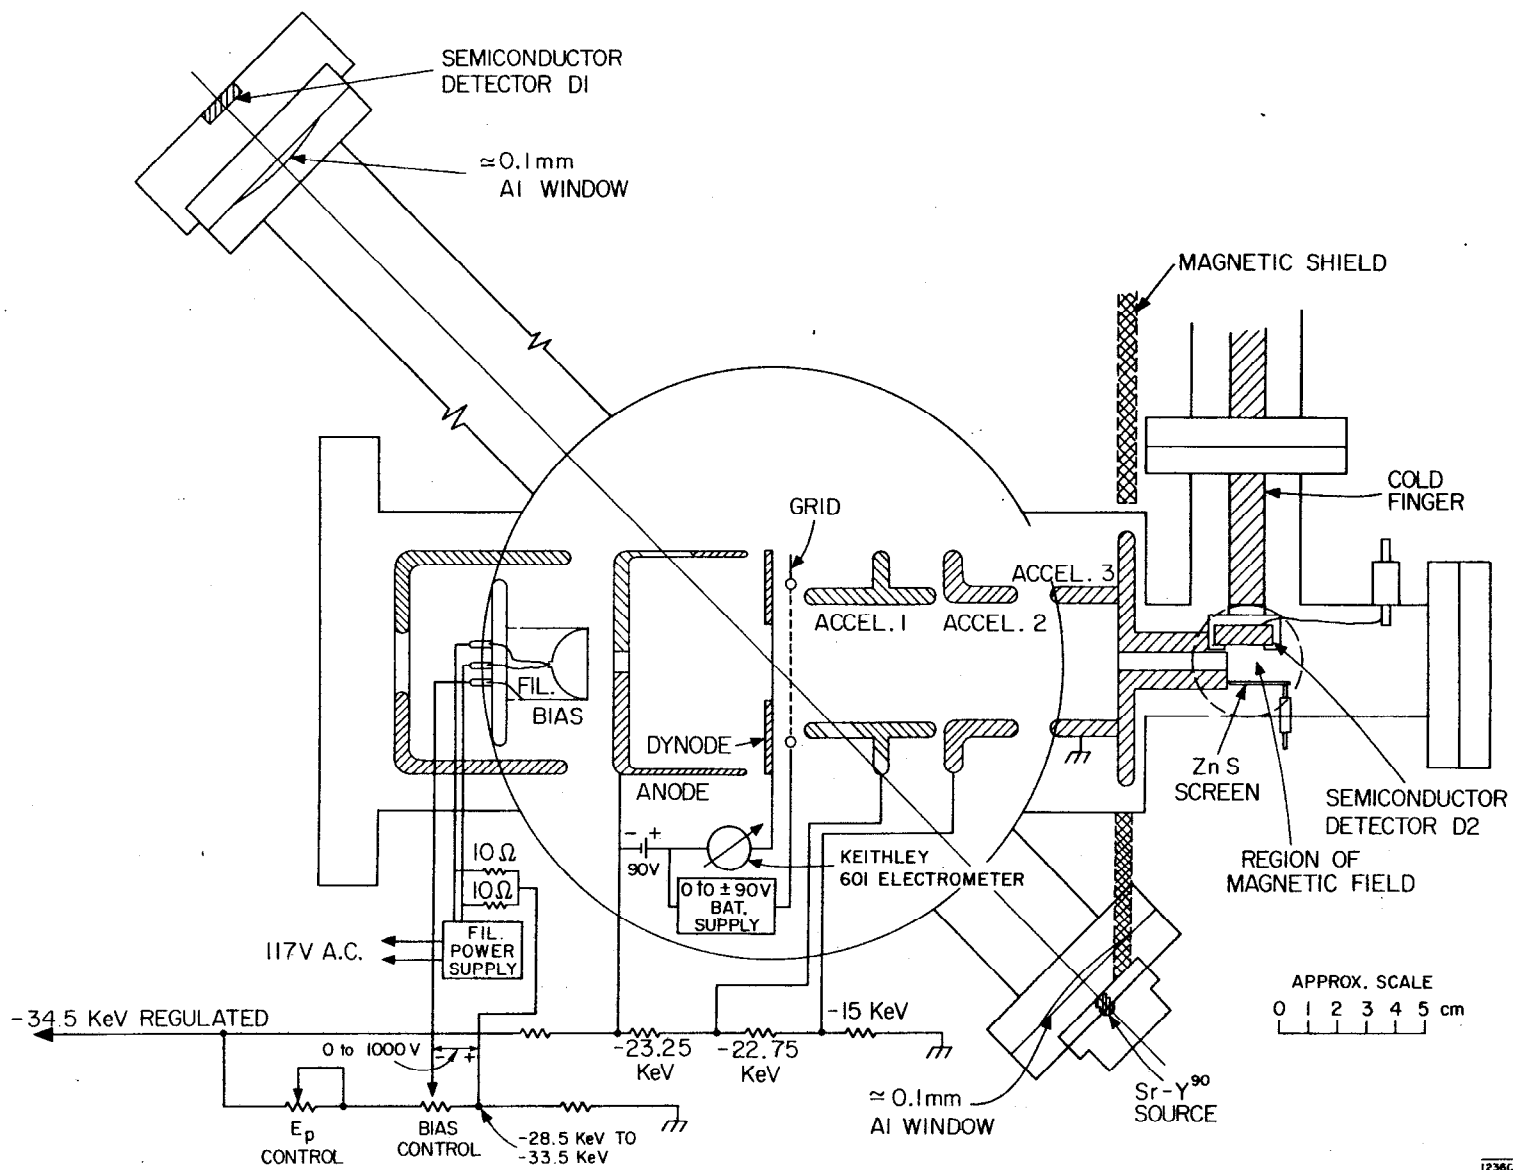 SEMICONDUCTOR
DETECTOR D1
≃0.1mm
Al WINDOW
MAGNETIC SHIELD
COLD
FINGER
GRID
ACCEL. 3
ACCEL. 1
ACCEL. 2
FIL.
BIAS
DYNODE
ANODE
ZnS
SCREEN
SEMICONDUCTOR
DETECTOR D2
REGION OF
MAGNETIC FIELD
- +
90V
KEITHLEY
601 ELECTROMETER
0 to ±90V
BAT.
SUPPLY
10Ω
10Ω
FIL.
POWER
SUPPLY
117V A.C.
APPROX. SCALE
0 1 2 3 4 5 cm
-34.5 KeV REGULATED
-15 KeV
0 to 1000V
- +
-23.25
KeV
-22.75
KeV
≃0.1mm
Al WINDOW
Sr-Y⁹⁰
SOURCE
Ep
CONTROL
BIAS
CONTROL
-28.5 KeV TO
-33.5 KeV